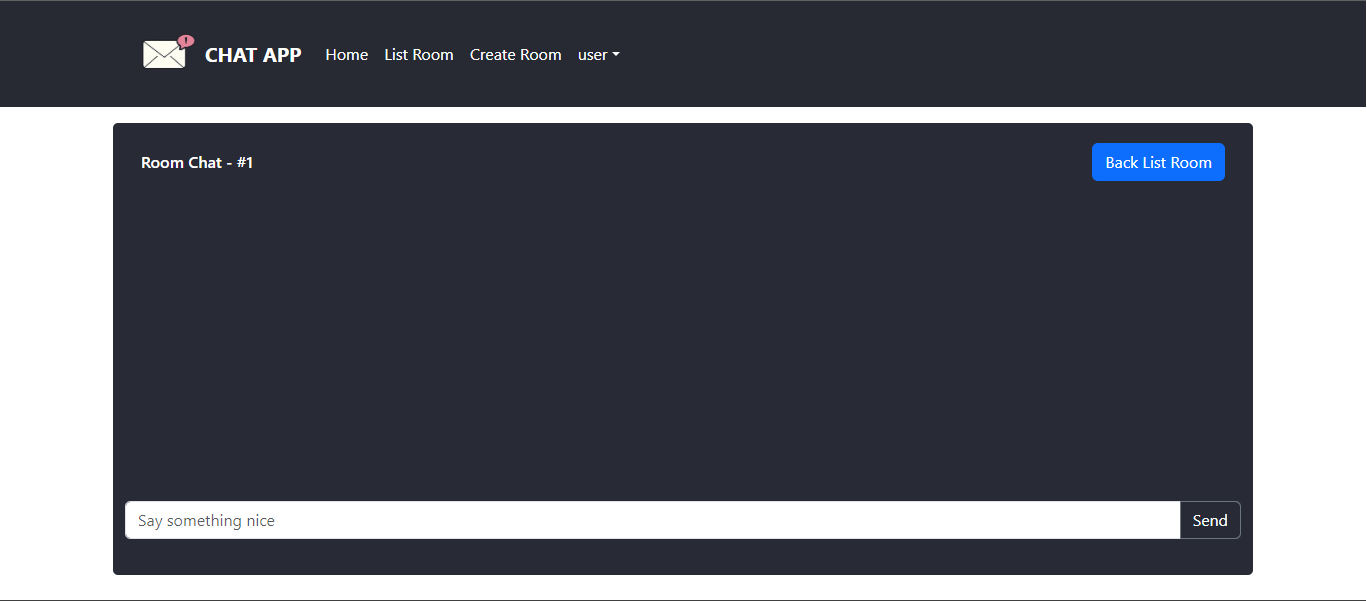 CHAT APP Home List Room Create Room user
Room Chat - #1 Back List Room
Say something nice Send